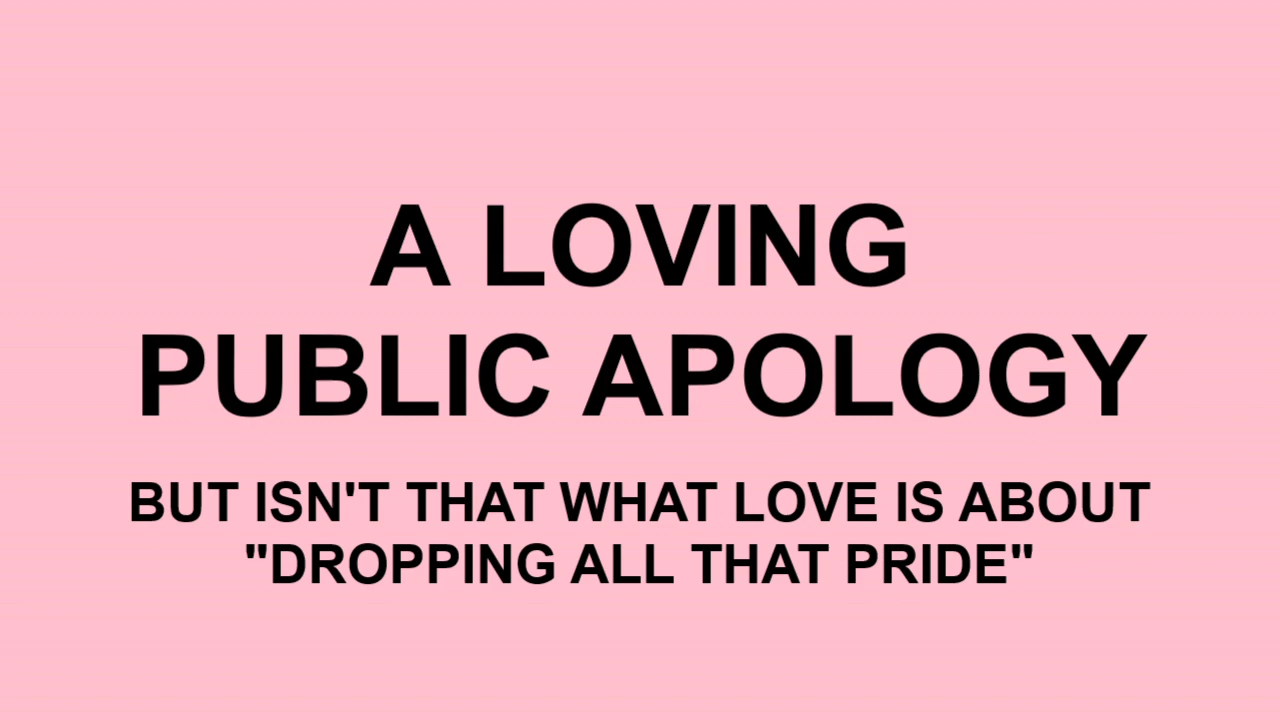 A LOVING
PUBLIC APOLOGY
BUT ISN'T THAT WHAT LOVE IS ABOUT
"DROPPING ALL THAT PRIDE"